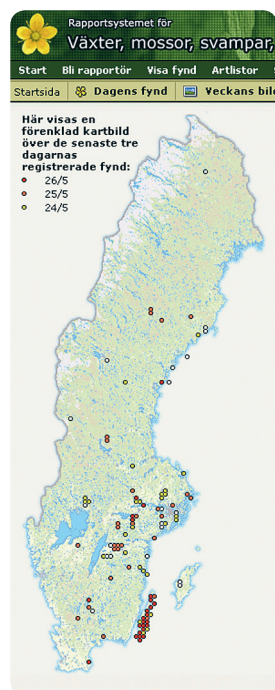 Rapportsystemet för
Växter, mossor, svampar,
Start Bli rapportör Visa fynd Artlistor
Startsida Dagens fynd Veckans bild
Här visas en
förenklad kartbild
över de senaste tre
dagarnas
registrerade fynd:
26/5
25/5
24/5